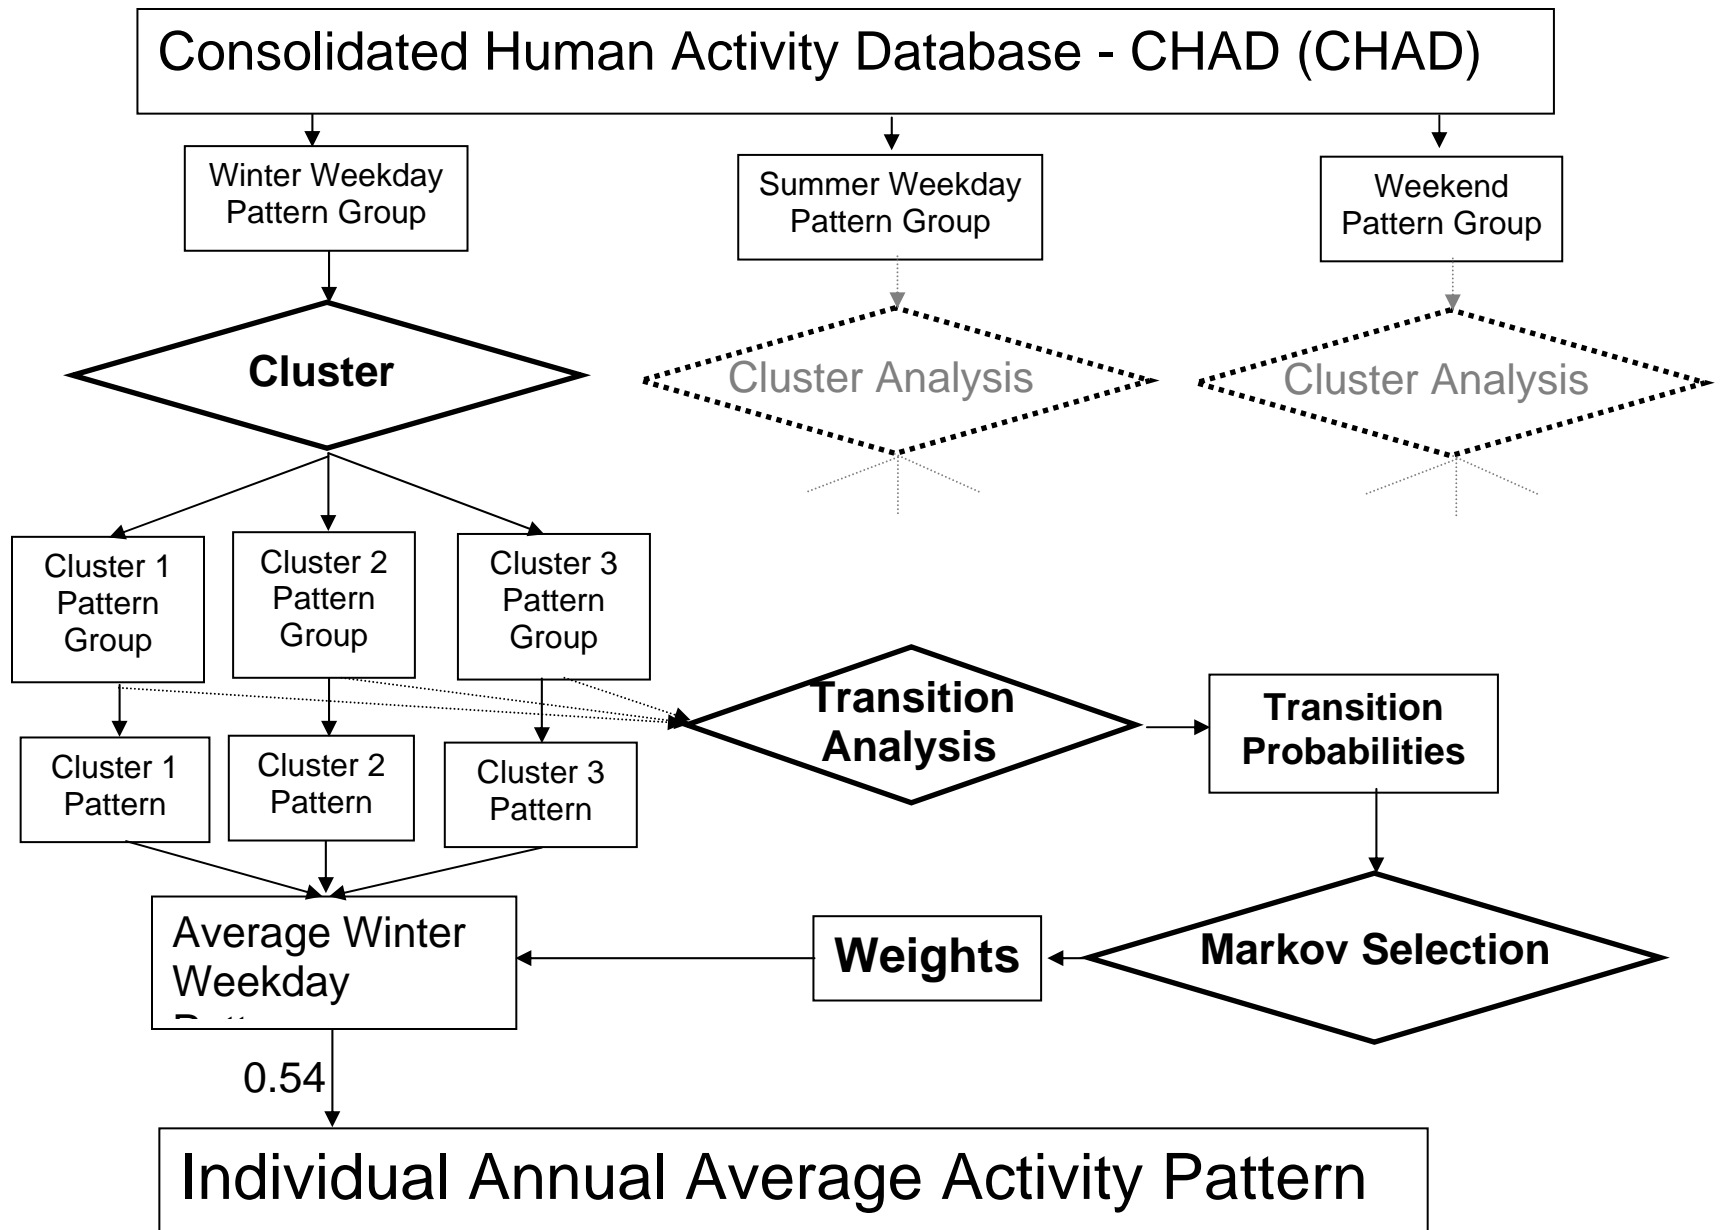 Consolidated Human Activity Database - CHAD (CHAD)
Winter Weekday
Pattern Group
Summer Weekday
Pattern Group
Weekend
Pattern Group
Cluster
Cluster Analysis
Cluster Analysis
Cluster 1
Pattern
Group
Cluster 2
Pattern
Group
Cluster 3
Pattern
Group
Transition
Analysis
Transition
Probabilities
Cluster 1
Pattern
Cluster 2
Pattern
Cluster 3
Pattern
Average Winter
Weekday
Weights
Markov Selection
0.54
Individual Annual Average Activity Pattern